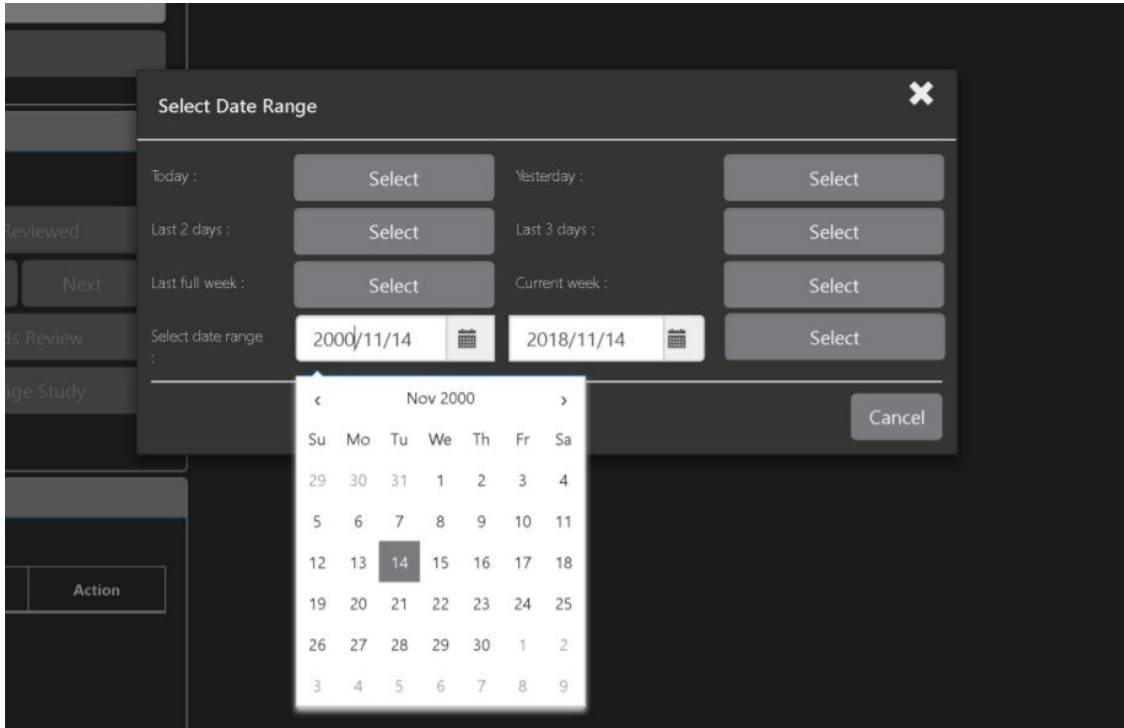 Select Date Range
Today : Select Yesterday : Select
Reviewed
Last 2 days : Select Last 3 days : Select
Next
Last full week : Select Current week : Select
ds Review
Select date range : 2000/11/14 2018/11/14 Select
age Study
Cancel
‹ Nov 2000 ›
Su Mo Tu We Th Fr Sa
29 30 31 1 2 3 4
5 6 7 8 9 10 11
12 13 14 15 16 17 18
19 20 21 22 23 24 25
26 27 28 29 30 1 2
3 4 5 6 7 8 9
Action